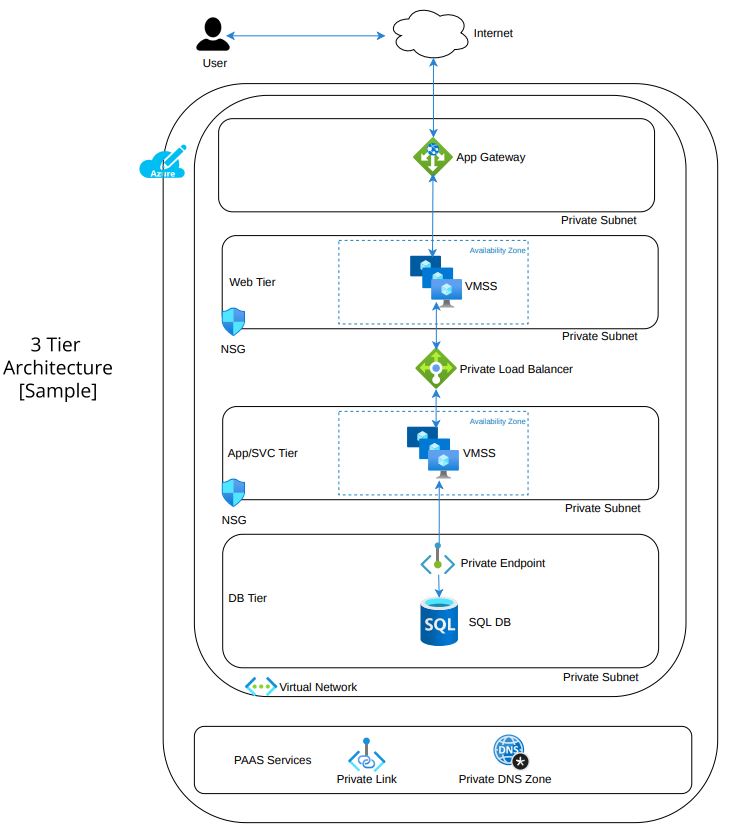 User
Internet
Azure
App Gateway
Private Subnet
Availability Zone
Web Tier
VMSS
NSG
Private Subnet
3 Tier
Architecture
[Sample]
Private Load Balancer
Availability Zone
App/SVC Tier
VMSS
NSG
Private Subnet
Private Endpoint
DB Tier
SQL
SQL DB
Private Subnet
Virtual Network
PAAS Services
DNS
Private Link
Private DNS Zone